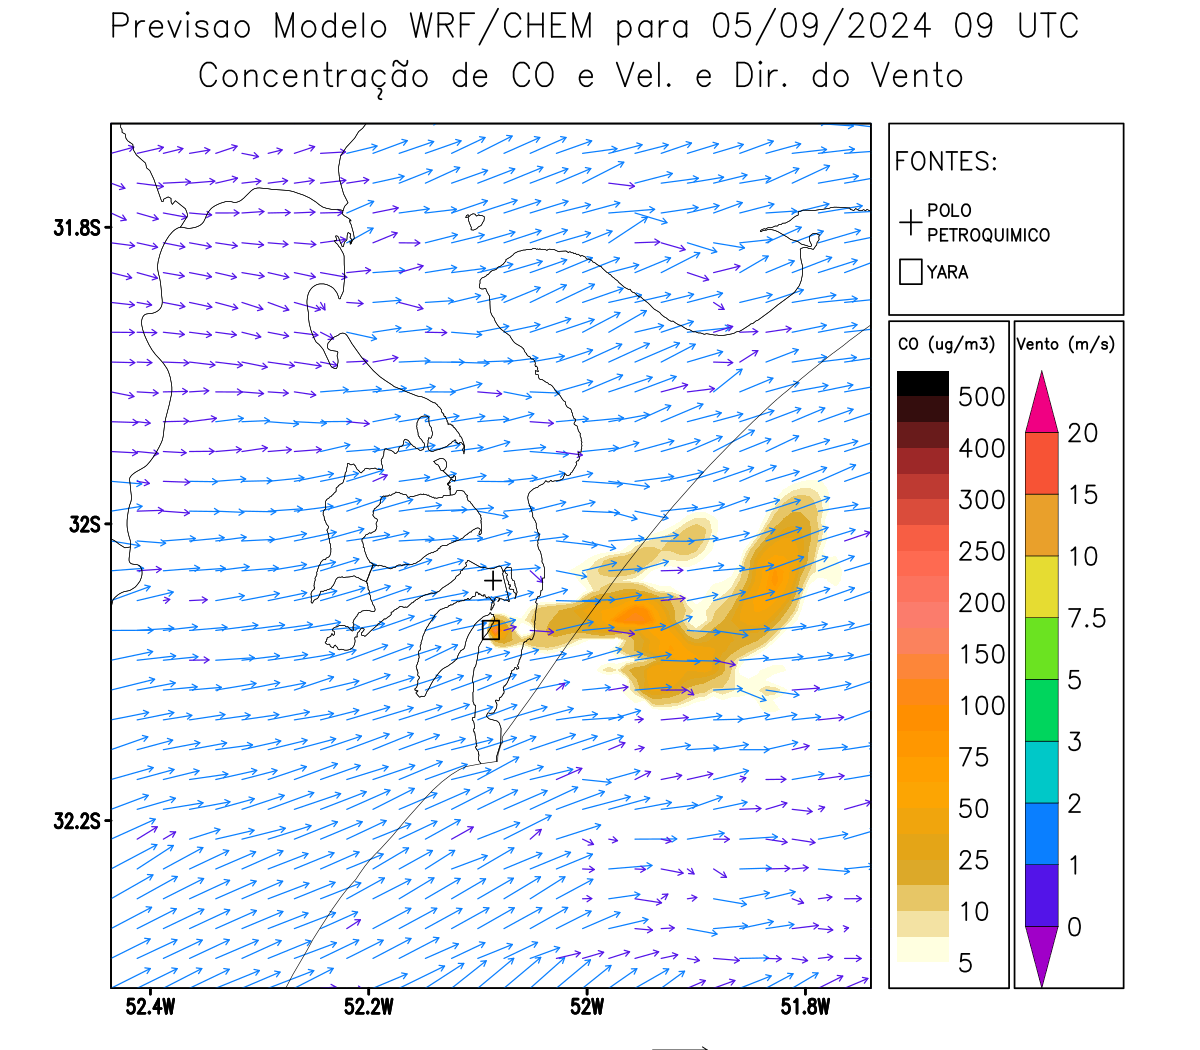 Previsao Modelo WRF/CHEM para 05/09/2024 09 UTC
Concentração de CO e Vel. e Dir. do Vento
FONTES:
POLO
PETROQUIMICO
YARA
CO (ug/m3)
500
400
300
250
200
150
100
75
50
25
10
5
Vento (m/s)
20
15
10
7.5
5
3
2
1
0
31.8S
32S
32.2S
52.4W
52.2W
52W
51.8W